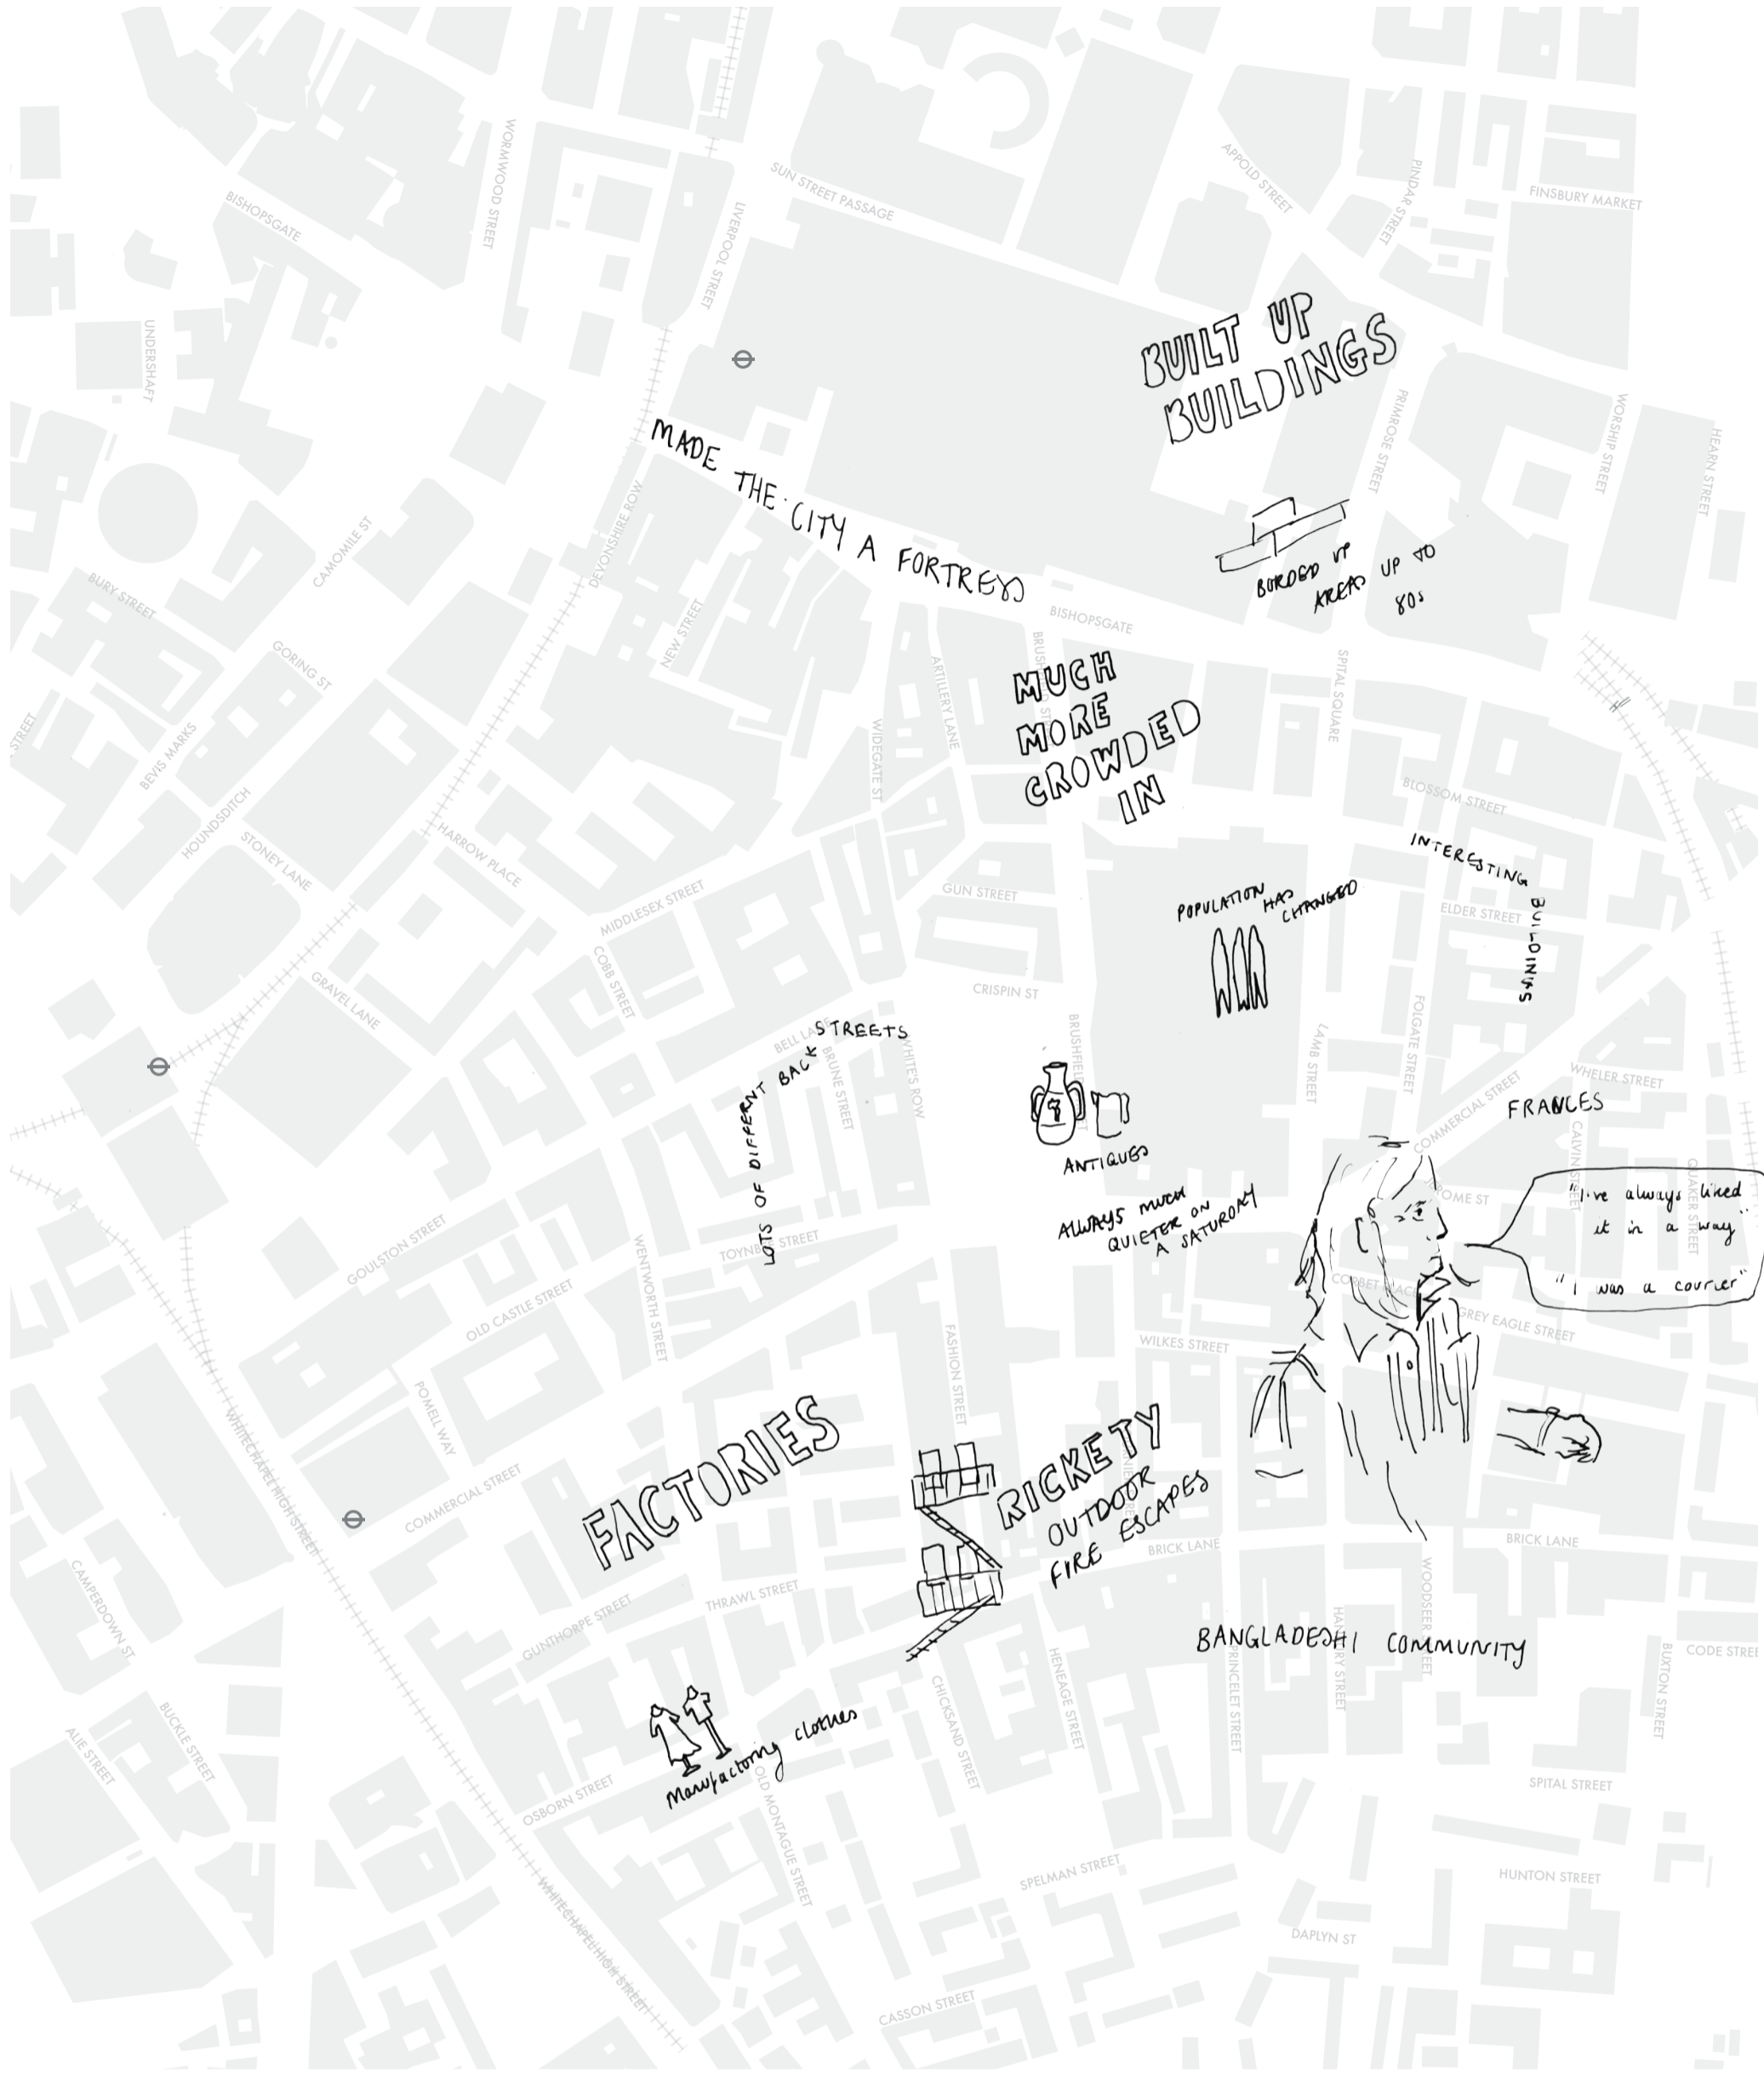 WORMWOOD STREET
SUN STREET PASSAGE
APPOLD STREET
PINDAR STREET
FINSBURY MARKET
BISHOPSGATE
LIVERPOOL STREET
UNDERSHAFT
BUILT UP
BUILDINGS
PRIMROSE STREET
WORSHIP STREET
HEARN STREET
MADE THE CITY A FORTRESS
BORDED UP
AREAS UP TO
80s
CAMOMILE ST
DEVONSHIRE ROW
BURY STREET
NEW STREET
BISHOPSGATE
GORING ST
ARTILLERY LANE
MUCH
MORE
CROWDED
IN
SPITAL SQUARE
STREET
BEVIS MARKS
WIDEGATE ST
BLOSSOM STREET
HOUNDSDITCH
STONEY LANE
HARROW PLACE
INTERESTING BUILDINGS
MIDDLESEX STREET
GUN STREET
POPULATION HAS
CHANGED
ELDER STREET
COBB STREET
GRAVEL LANE
CRISPIN ST
FOLGATE STREET
LAMB STREET
BELL LANE
LOTS OF DIFFERNT BACK STREETS
BRUNE STREET
WHITE'S ROW
WHELER STREET
COMMERCIAL STREET
FRANCES
CALVIN STREET
QUAKER STREET
ANTIQUES
"I've always liked
it in a way"
"I was a courier"
ALWAYS MUCH
QUIETER ON
A SATURDAY
GOULSTON STREET
WENTWORTH STREET
OLD CASTLE STREET
GREY EAGLE STREET
WILKES STREET
FASHION STREET
POMELL WAY
WHITECHAPEL HIGH STREET
COMMERCIAL STREET
FACTORIES
RICKETY
OUTDOOR
FIRE ESCAPES
BRICK LANE
BRICK LANE
CAMPERDOWN ST
GUNTHORPE STREET
THRAWL STREET
HENEAGE STREET
PRINCELET STREET
BANGLADESHI COMMUNITY
BUXTON STREET
CODE STREE
CHICKSAND STREET
Manufactoring clothes
ALIE STREET
BUCKLE STREET
OSBORN STREET
OLD MONTAGUE STREET
SPITAL STREET
SPELMAN STREET
HUNTON STREET
WHITECHAPEL HIGH STREET
DAPLYN ST
CASSON STREET